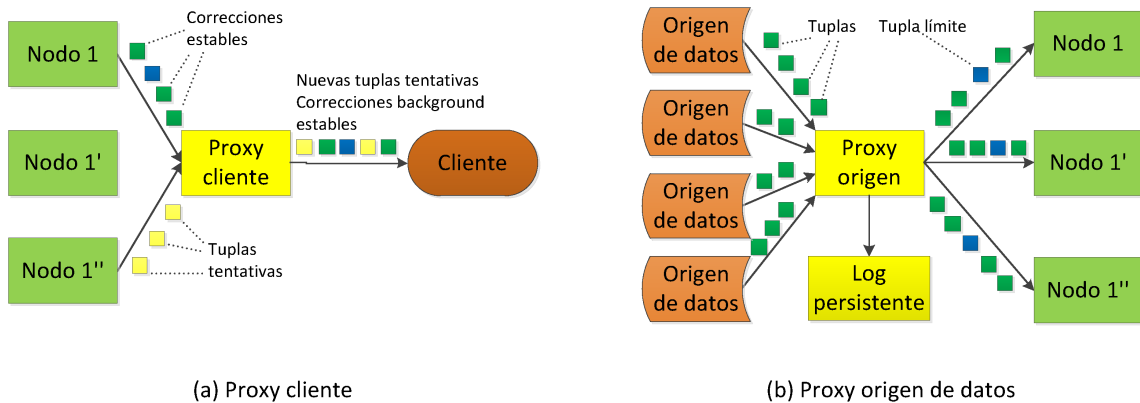 Correcciones
estables
Nodo 1
Nuevas tuplas tentativas
Correcciones background
estables
Nodo 1'
Proxy
cliente
Cliente
Nodo 1''
Tuplas
tentativas
(a) Proxy cliente
Origen
de datos
Tuplas
Tupla límite
Nodo 1
Origen
de datos
Proxy
origen
Nodo 1'
Origen
de datos
Origen
de datos
Log
persistente
Nodo 1''
(b) Proxy origen de datos